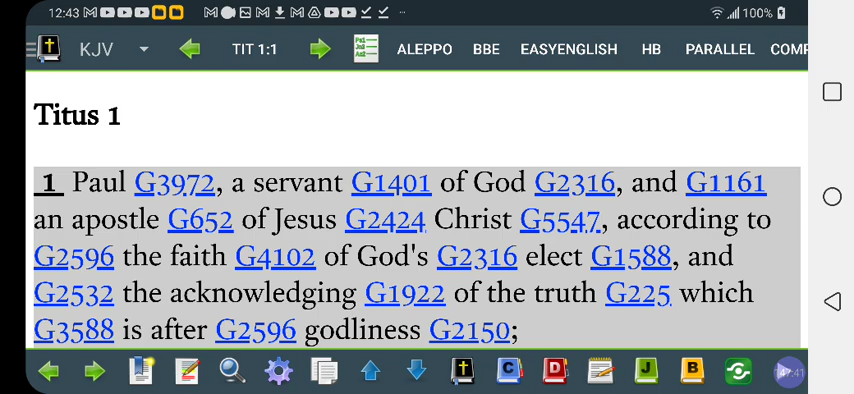 12:43 100%
KJV TIT 1:1 ALEPPO BBE EASYENGLISH HB PARALLEL COMP
Titus 1
1 Paul G3972, a servant G1401 of God G2316, and G1161
an apostle G652 of Jesus G2424 Christ G5547, according to
G2596 the faith G4102 of God's G2316 elect G1588, and
G2532 the acknowledging G1922 of the truth G225 which
G3588 is after G2596 godliness G2150;
C D J B